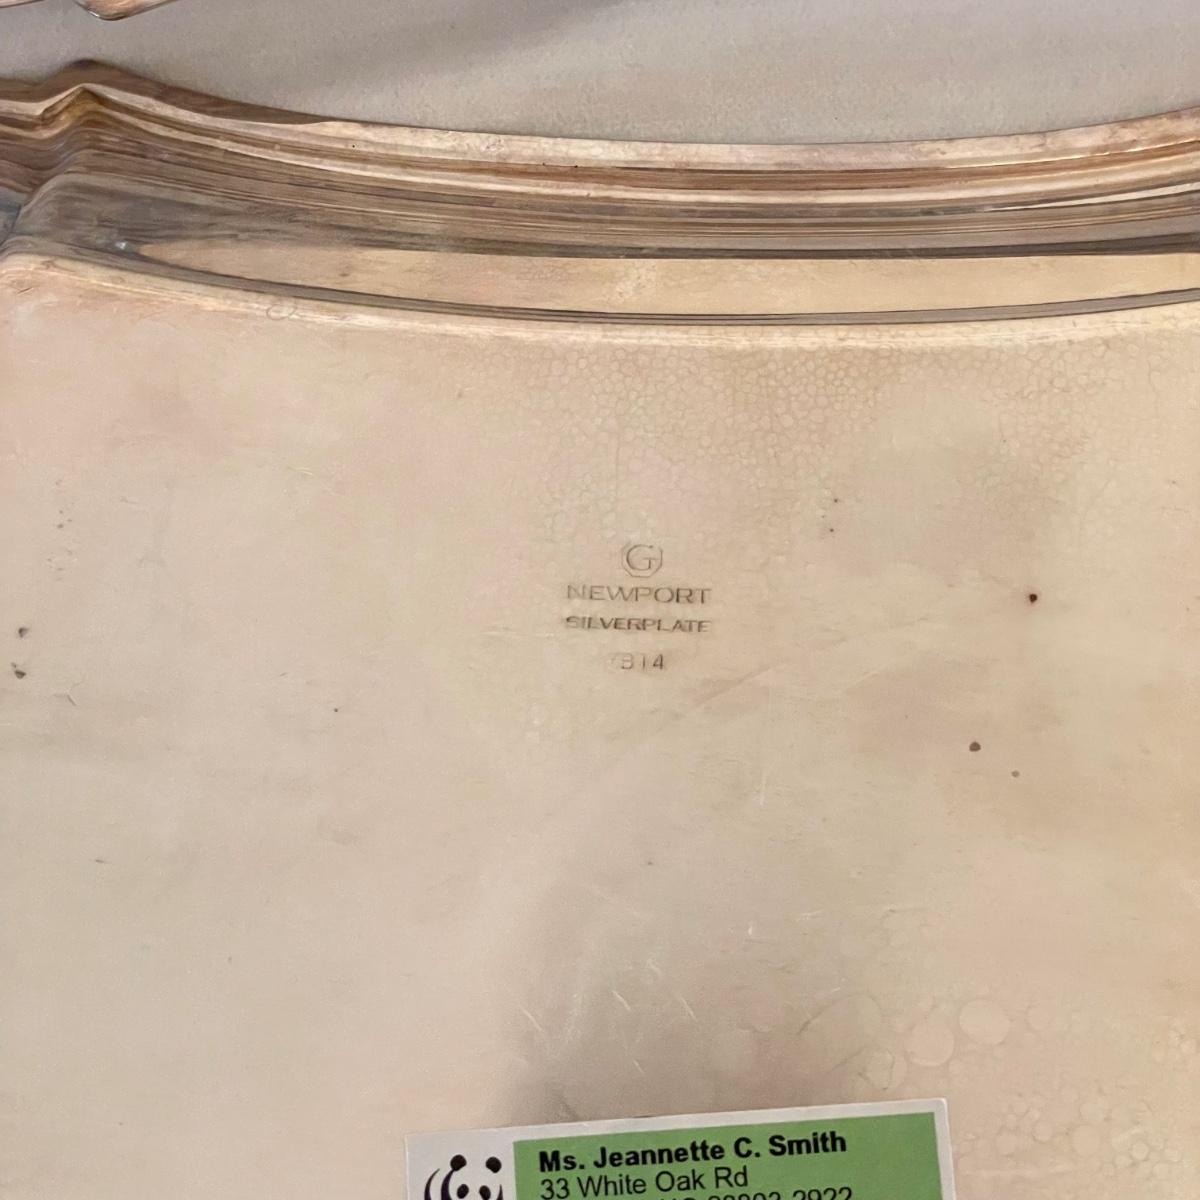 G
NEWPORT
SILVERPLATE
Ms. Jeannette C. Smith
33 White Oak Rd